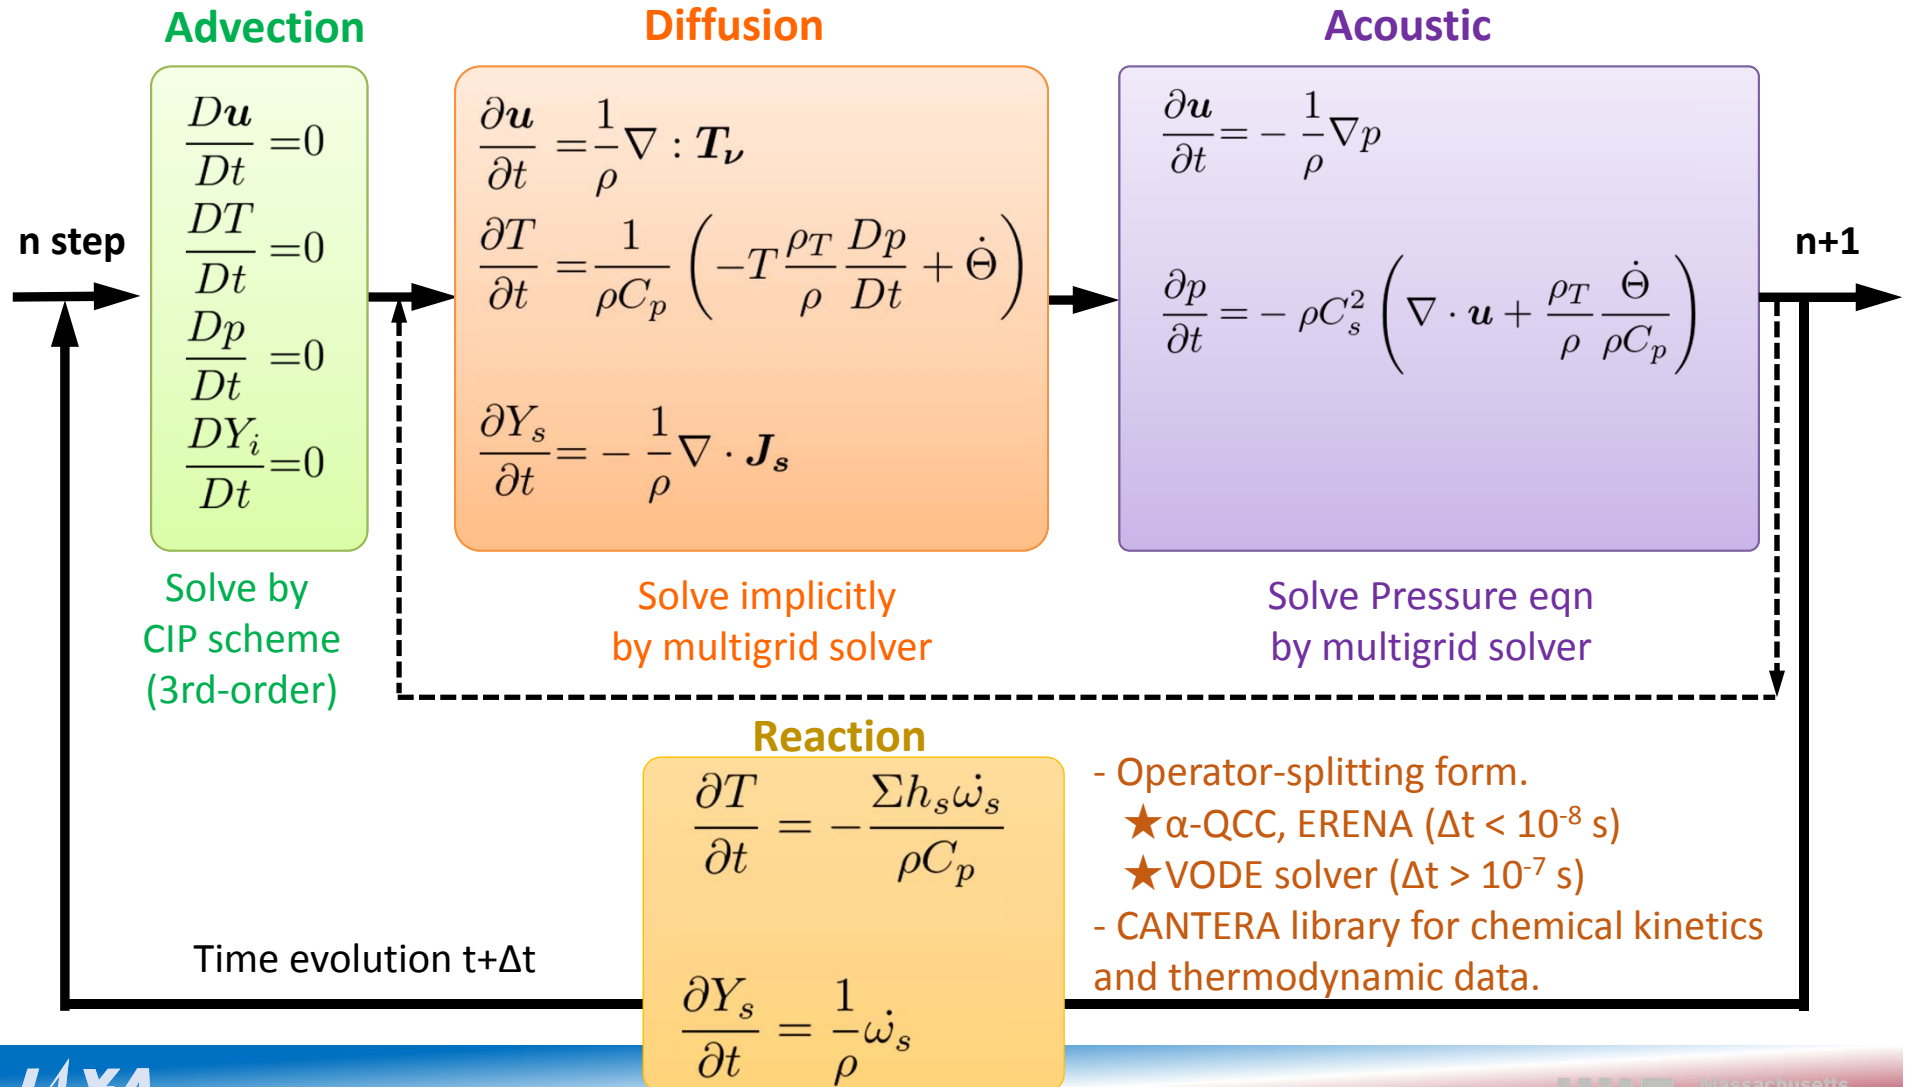 Advection
Du/Dt =0
DT/Dt =0
Dp/Dt =0
DY_i/Dt =0
Solve by
CIP scheme
(3rd-order)
Diffusion
∂u/∂t = 1/ρ ∇ : T_ν
∂T/∂t = 1/(ρC_p) ( −T ρ_T/ρ Dp/Dt + Θ̇ )
∂Y_s/∂t = − 1/ρ ∇ · J_s
Solve implicitly
by multigrid solver
Acoustic
∂u/∂t = − 1/ρ ∇p
∂p/∂t = − ρC_s^2 ( ∇ · u + ρ_T/ρ Θ̇/(ρC_p) )
Solve Pressure eqn
by multigrid solver
n step
n+1
Reaction
∂T/∂t = − Σh_s ω̇_s/(ρC_p)
∂Y_s/∂t = 1/ρ ω̇_s
- Operator-splitting form.
★α-QCC, ERENA (Δt < 10⁻⁸ s)
★VODE solver (Δt > 10⁻⁷ s)
- CANTERA library for chemical kinetics
and thermodynamic data.
Time evolution t+Δt
JAXA
Massachusetts